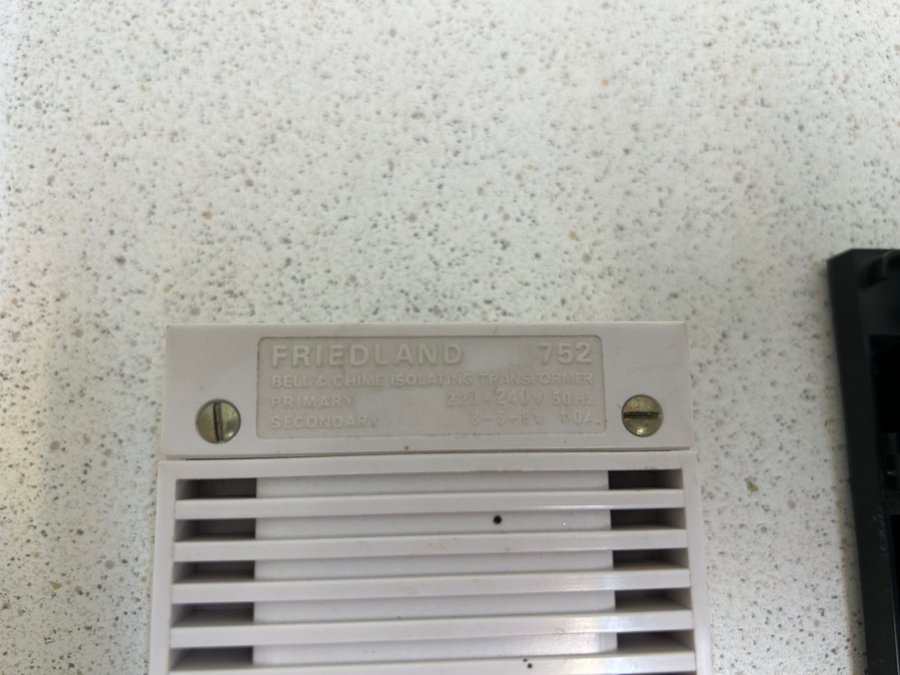 FRIEDLAND 752
BELL & CHIME ISOLATING TRANSFORMER
PRIMARY 220-240V 50Hz
SECONDARY 3-5-8V 1·0A